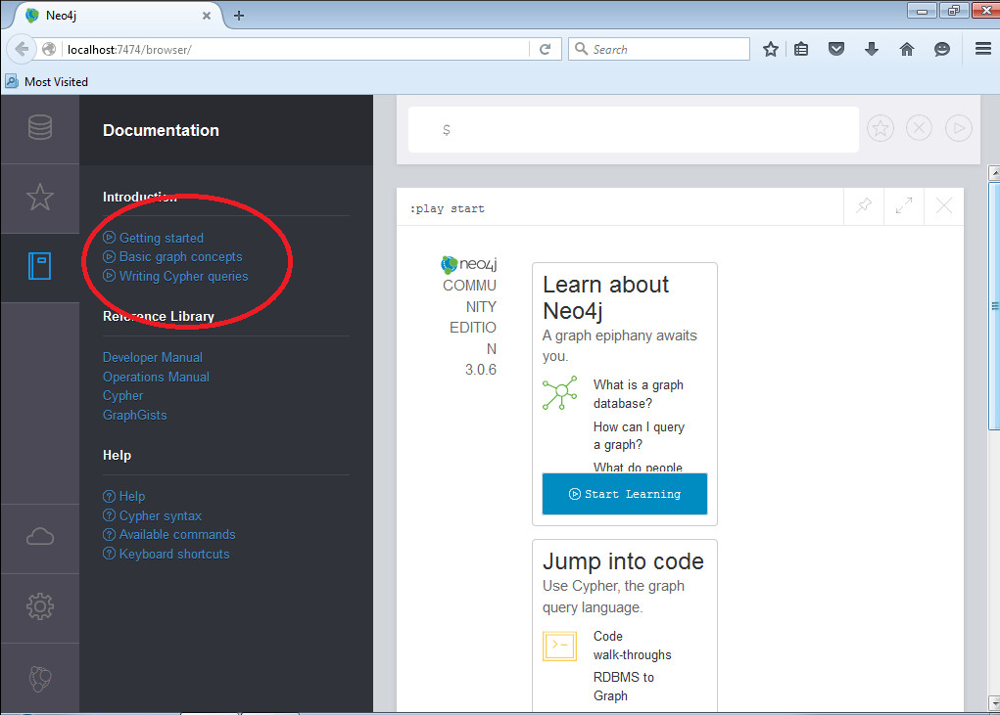 Neo4j
localhost:7474/browser/
Search
Most Visited
Documentation
Introduction
Getting started
Basic graph concepts
Writing Cypher queries
Reference Library
Developer Manual
Operations Manual
Cypher
GraphGists
Help
Help
Cypher syntax
Available commands
Keyboard shortcuts
$
:play start
neo4j
COMMU
NITY
EDITIO
N
3.0.6
Learn about
Neo4j
A graph epiphany awaits
you.
What is a graph
database?
How can I query
a graph?
What do people
Start Learning
Jump into code
Use Cypher, the graph
query language.
Code
walk-throughs
RDBMS to
Graph